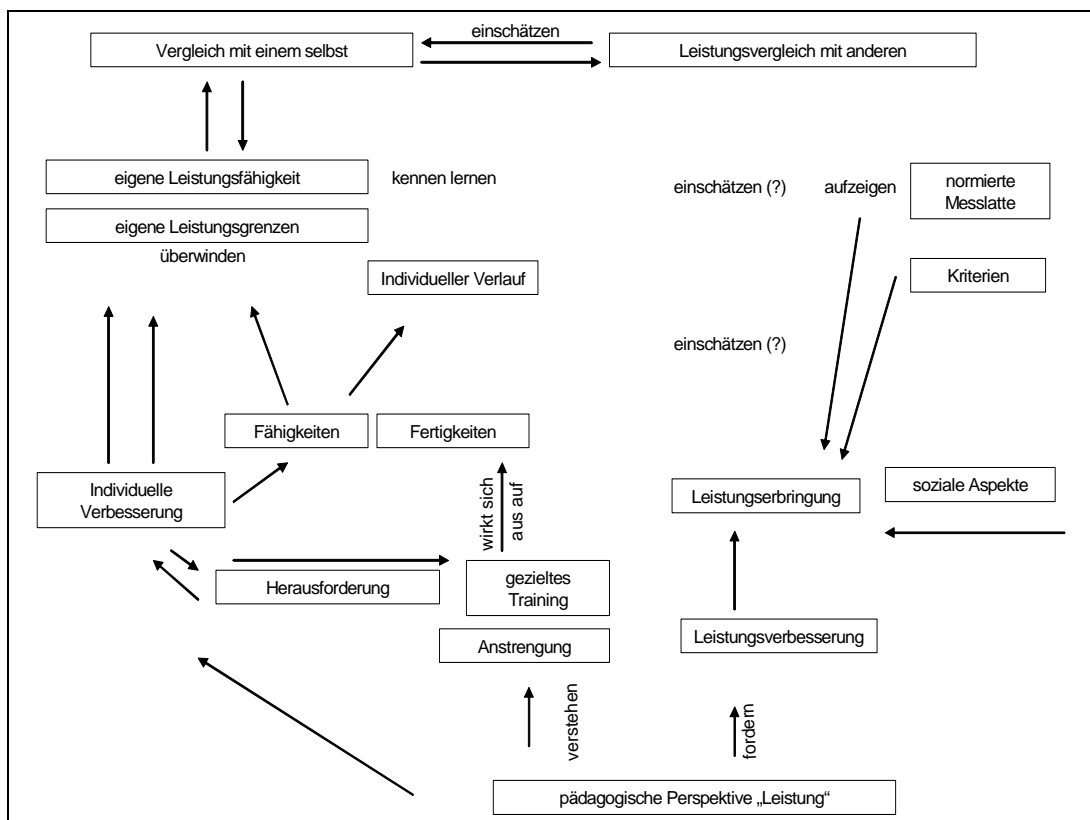 einschätzen
Vergleich mit einem selbst
Leistungsvergleich mit anderen
eigene Leistungsfähigkeit
kennen lernen
einschätzen (?)
aufzeigen
normierte
Messlatte
eigene Leistungsgrenzen
überwinden
Individueller Verlauf
Kriterien
einschätzen (?)
Fähigkeiten
Fertigkeiten
Individuelle
Verbesserung
wirkt sich
aus auf
Leistungserbringung
soziale Aspekte
Herausforderung
gezieltes
Training
Anstrengung
Leistungsverbesserung
verstehen
fordern
pädagogische Perspektive „Leistung“